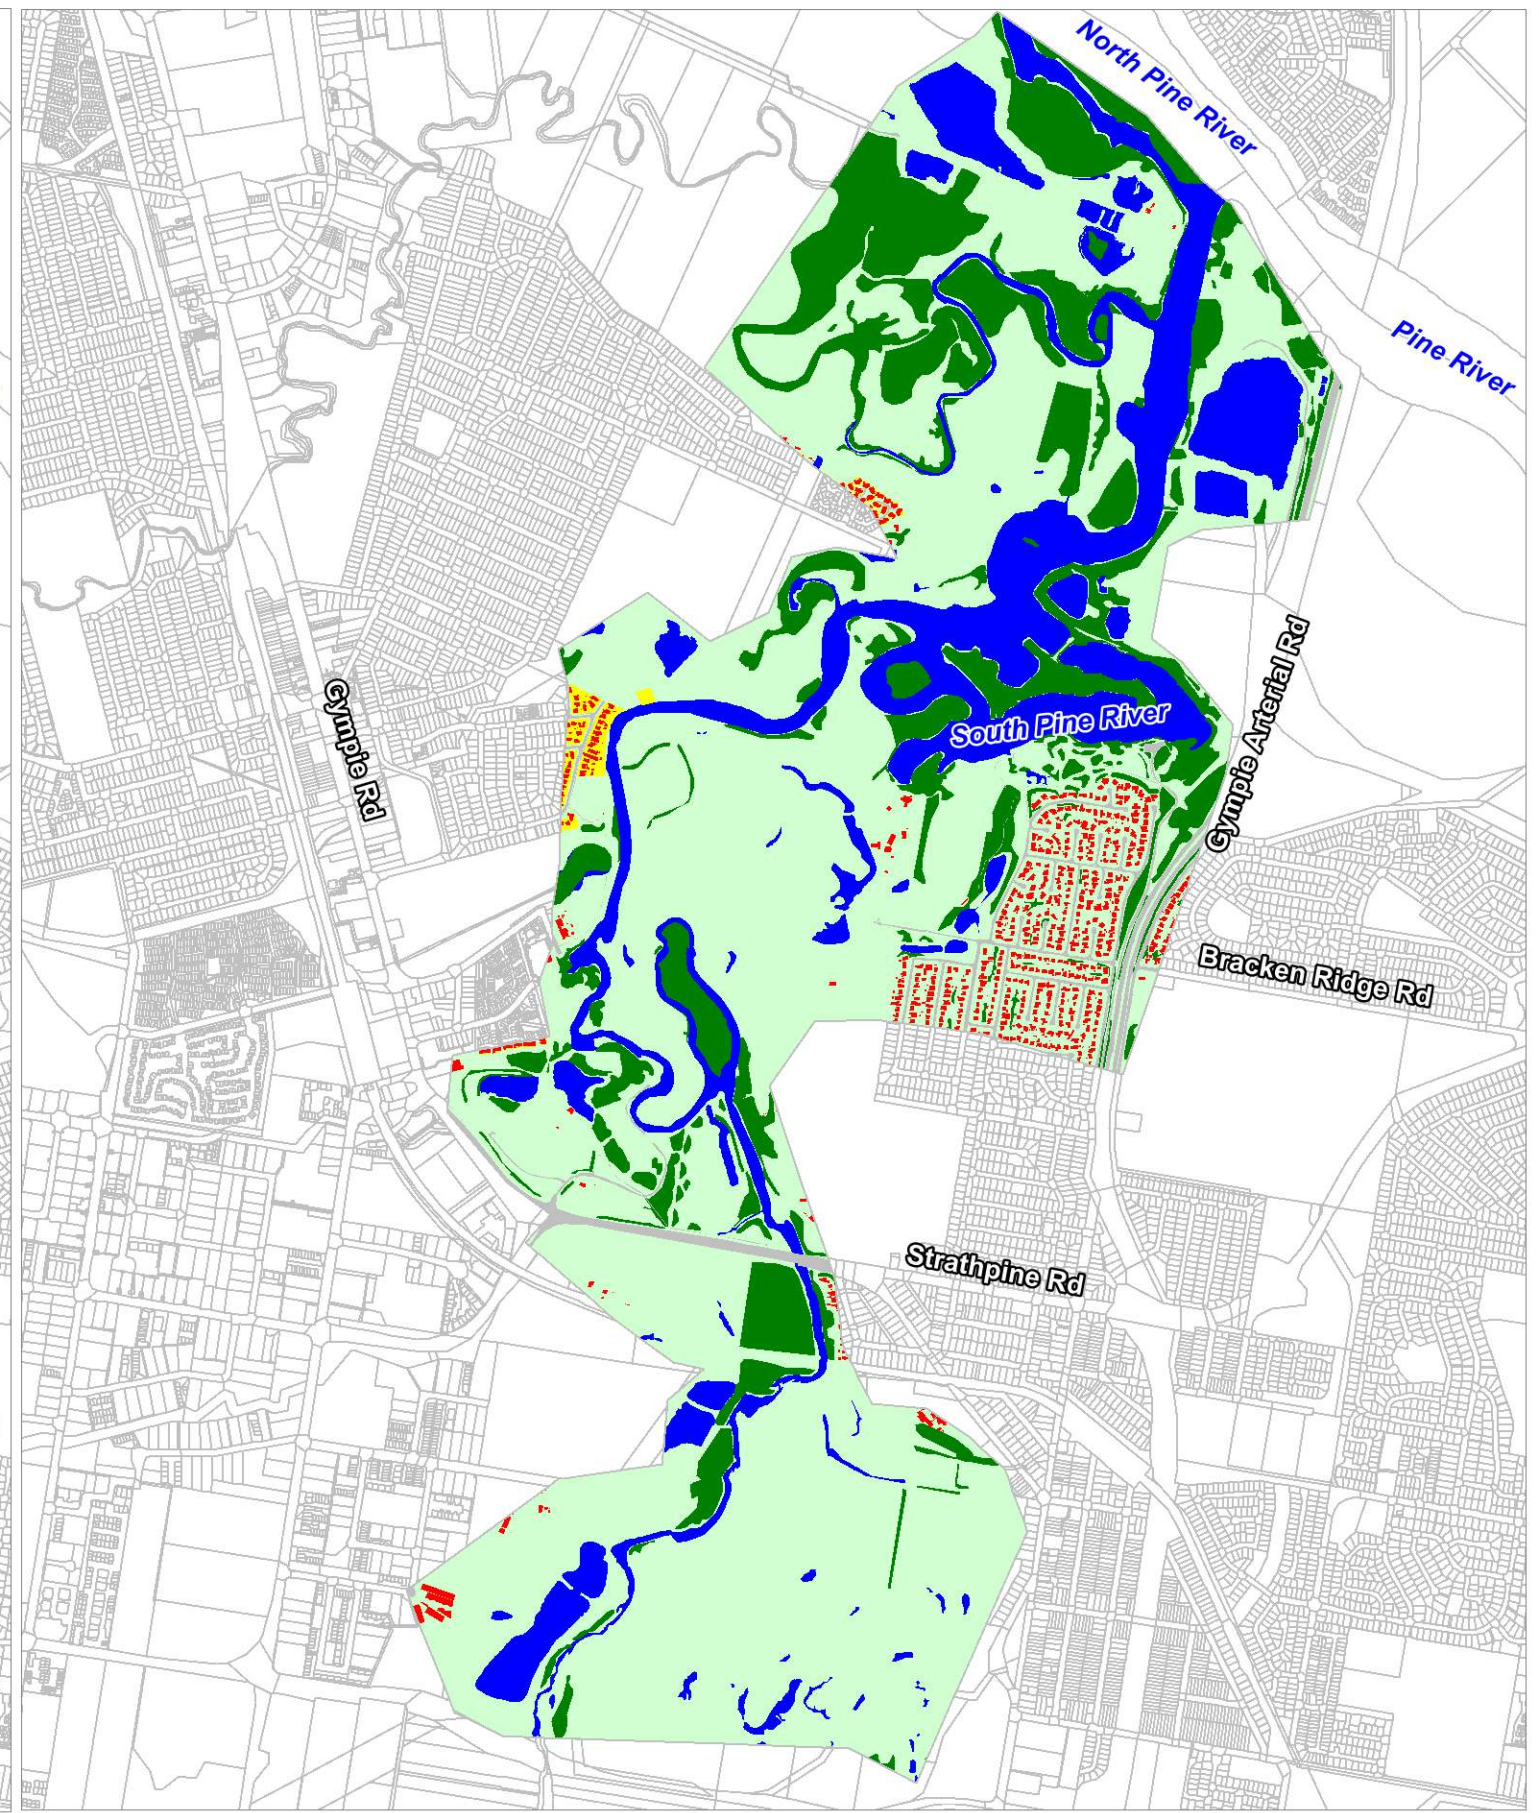 North Pine River
Pine River
Gympie Arterial Rd
Gympie Rd
South Pine River
Bracken Ridge Rd
Strathpine Rd